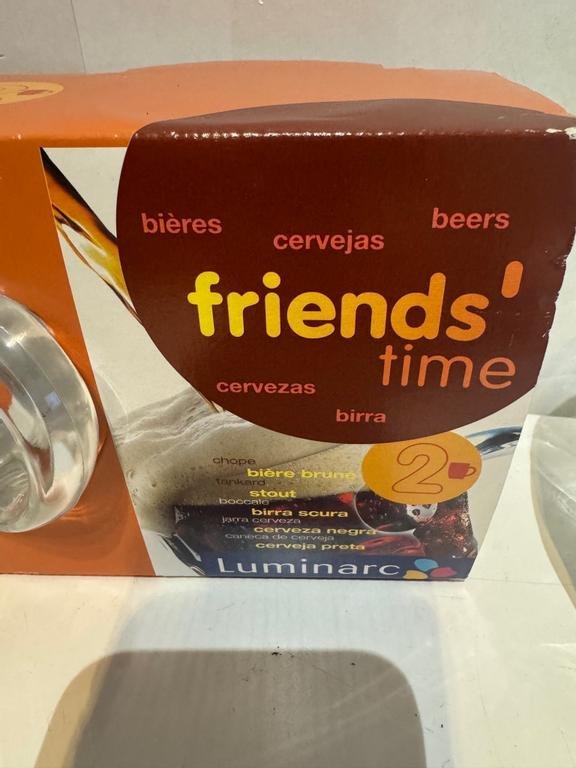 bières
beers
cervejas
friends'
time
cervezas
birra
2
chope
bière brune
tankard
stout
boccale
birra scura
jarra cerveza
cerveza negra
caneca de cerveja
cerveja preta
Luminarc